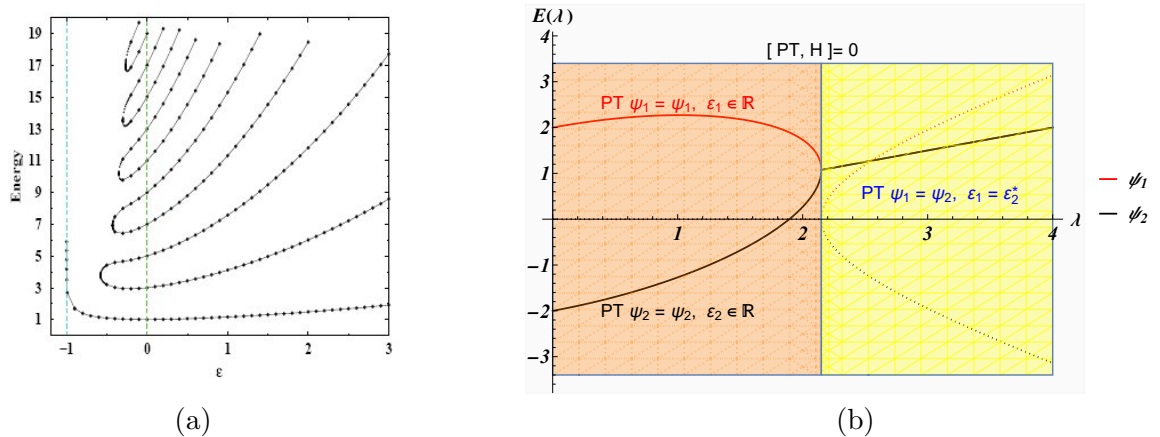 19
17
15
13
11
9
7
5
3
1
Energy
-1 0 1 2 3
ε
(a)
E(λ)
4
3
2
1
0
−1
−2
−3
[ PT, H ]= 0
PT ψ1 = ψ1, ε1 ∈ ℝ
PT ψ1 = ψ2, ε1 = ε2*
PT ψ2 = ψ2, ε2 ∈ ℝ
1 2 3 4 λ
ψ1
ψ2
(b)